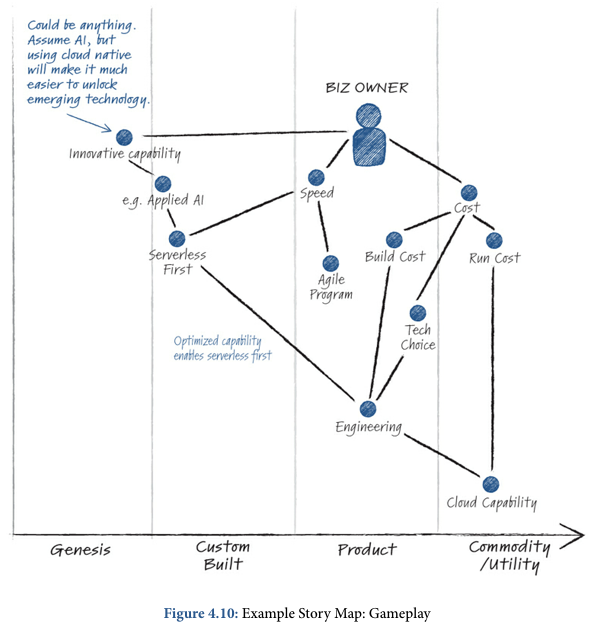 Could be anything.
Assume AI, but
using cloud native
will make it much
easier to unlock
emerging technology.
BIZ OWNER
Innovative capability
e.g. Applied AI
Speed
Cost
Serverless
First
Build Cost
Run Cost
Agile
Program
Tech
Choice
Optimized capability
enables serverless first
Engineering
Cloud Capability
Genesis
Custom
Built
Product
Commodity
/Utility
Figure 4.10: Example Story Map: Gameplay